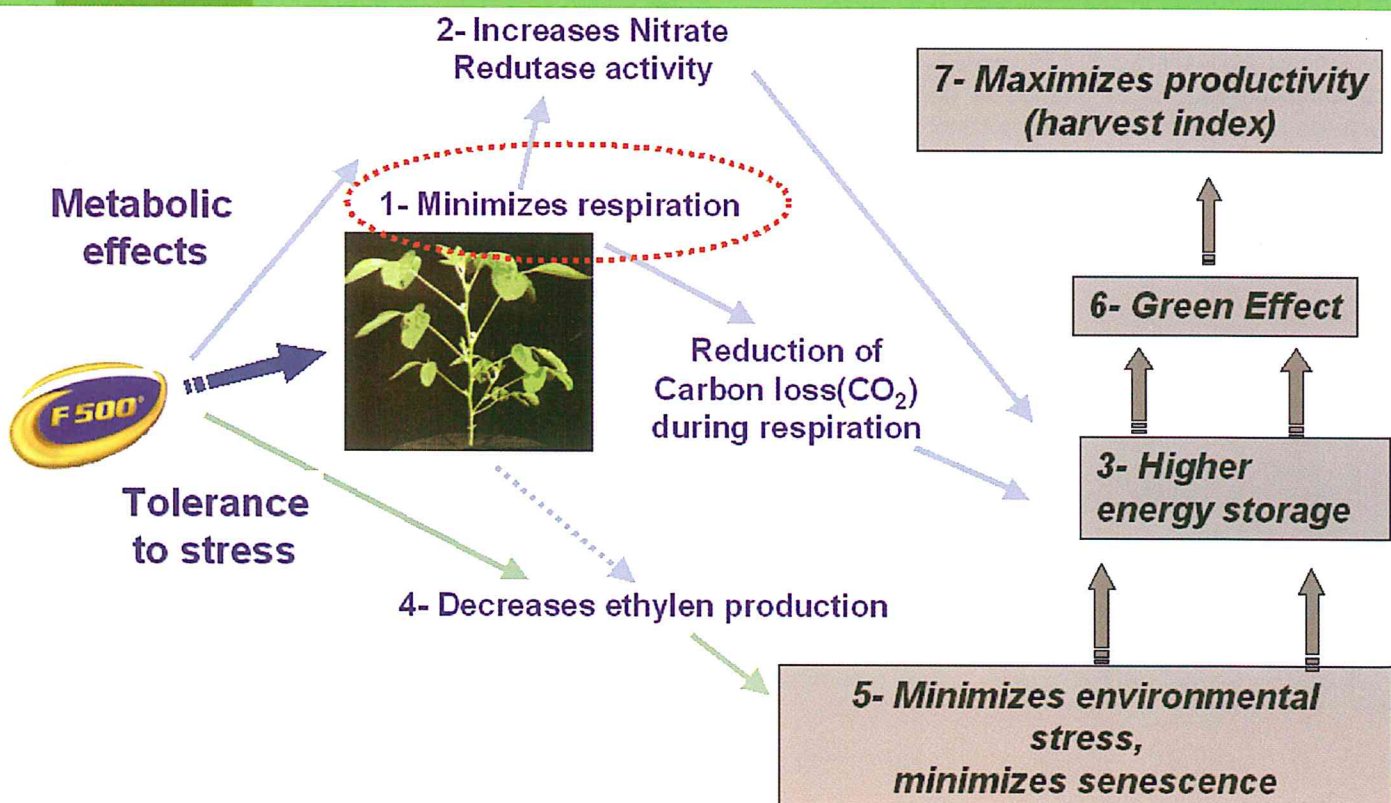 2- Increases Nitrate
Redutase activity
7- Maximizes productivity
(harvest index)
1- Minimizes respiration
Metabolic
effects
6- Green Effect
Reduction of
Carbon loss(CO₂)
during respiration
F 500®
3- Higher
energy storage
Tolerance
to stress
4- Decreases ethylen production
5- Minimizes environmental
stress,
minimizes senescence